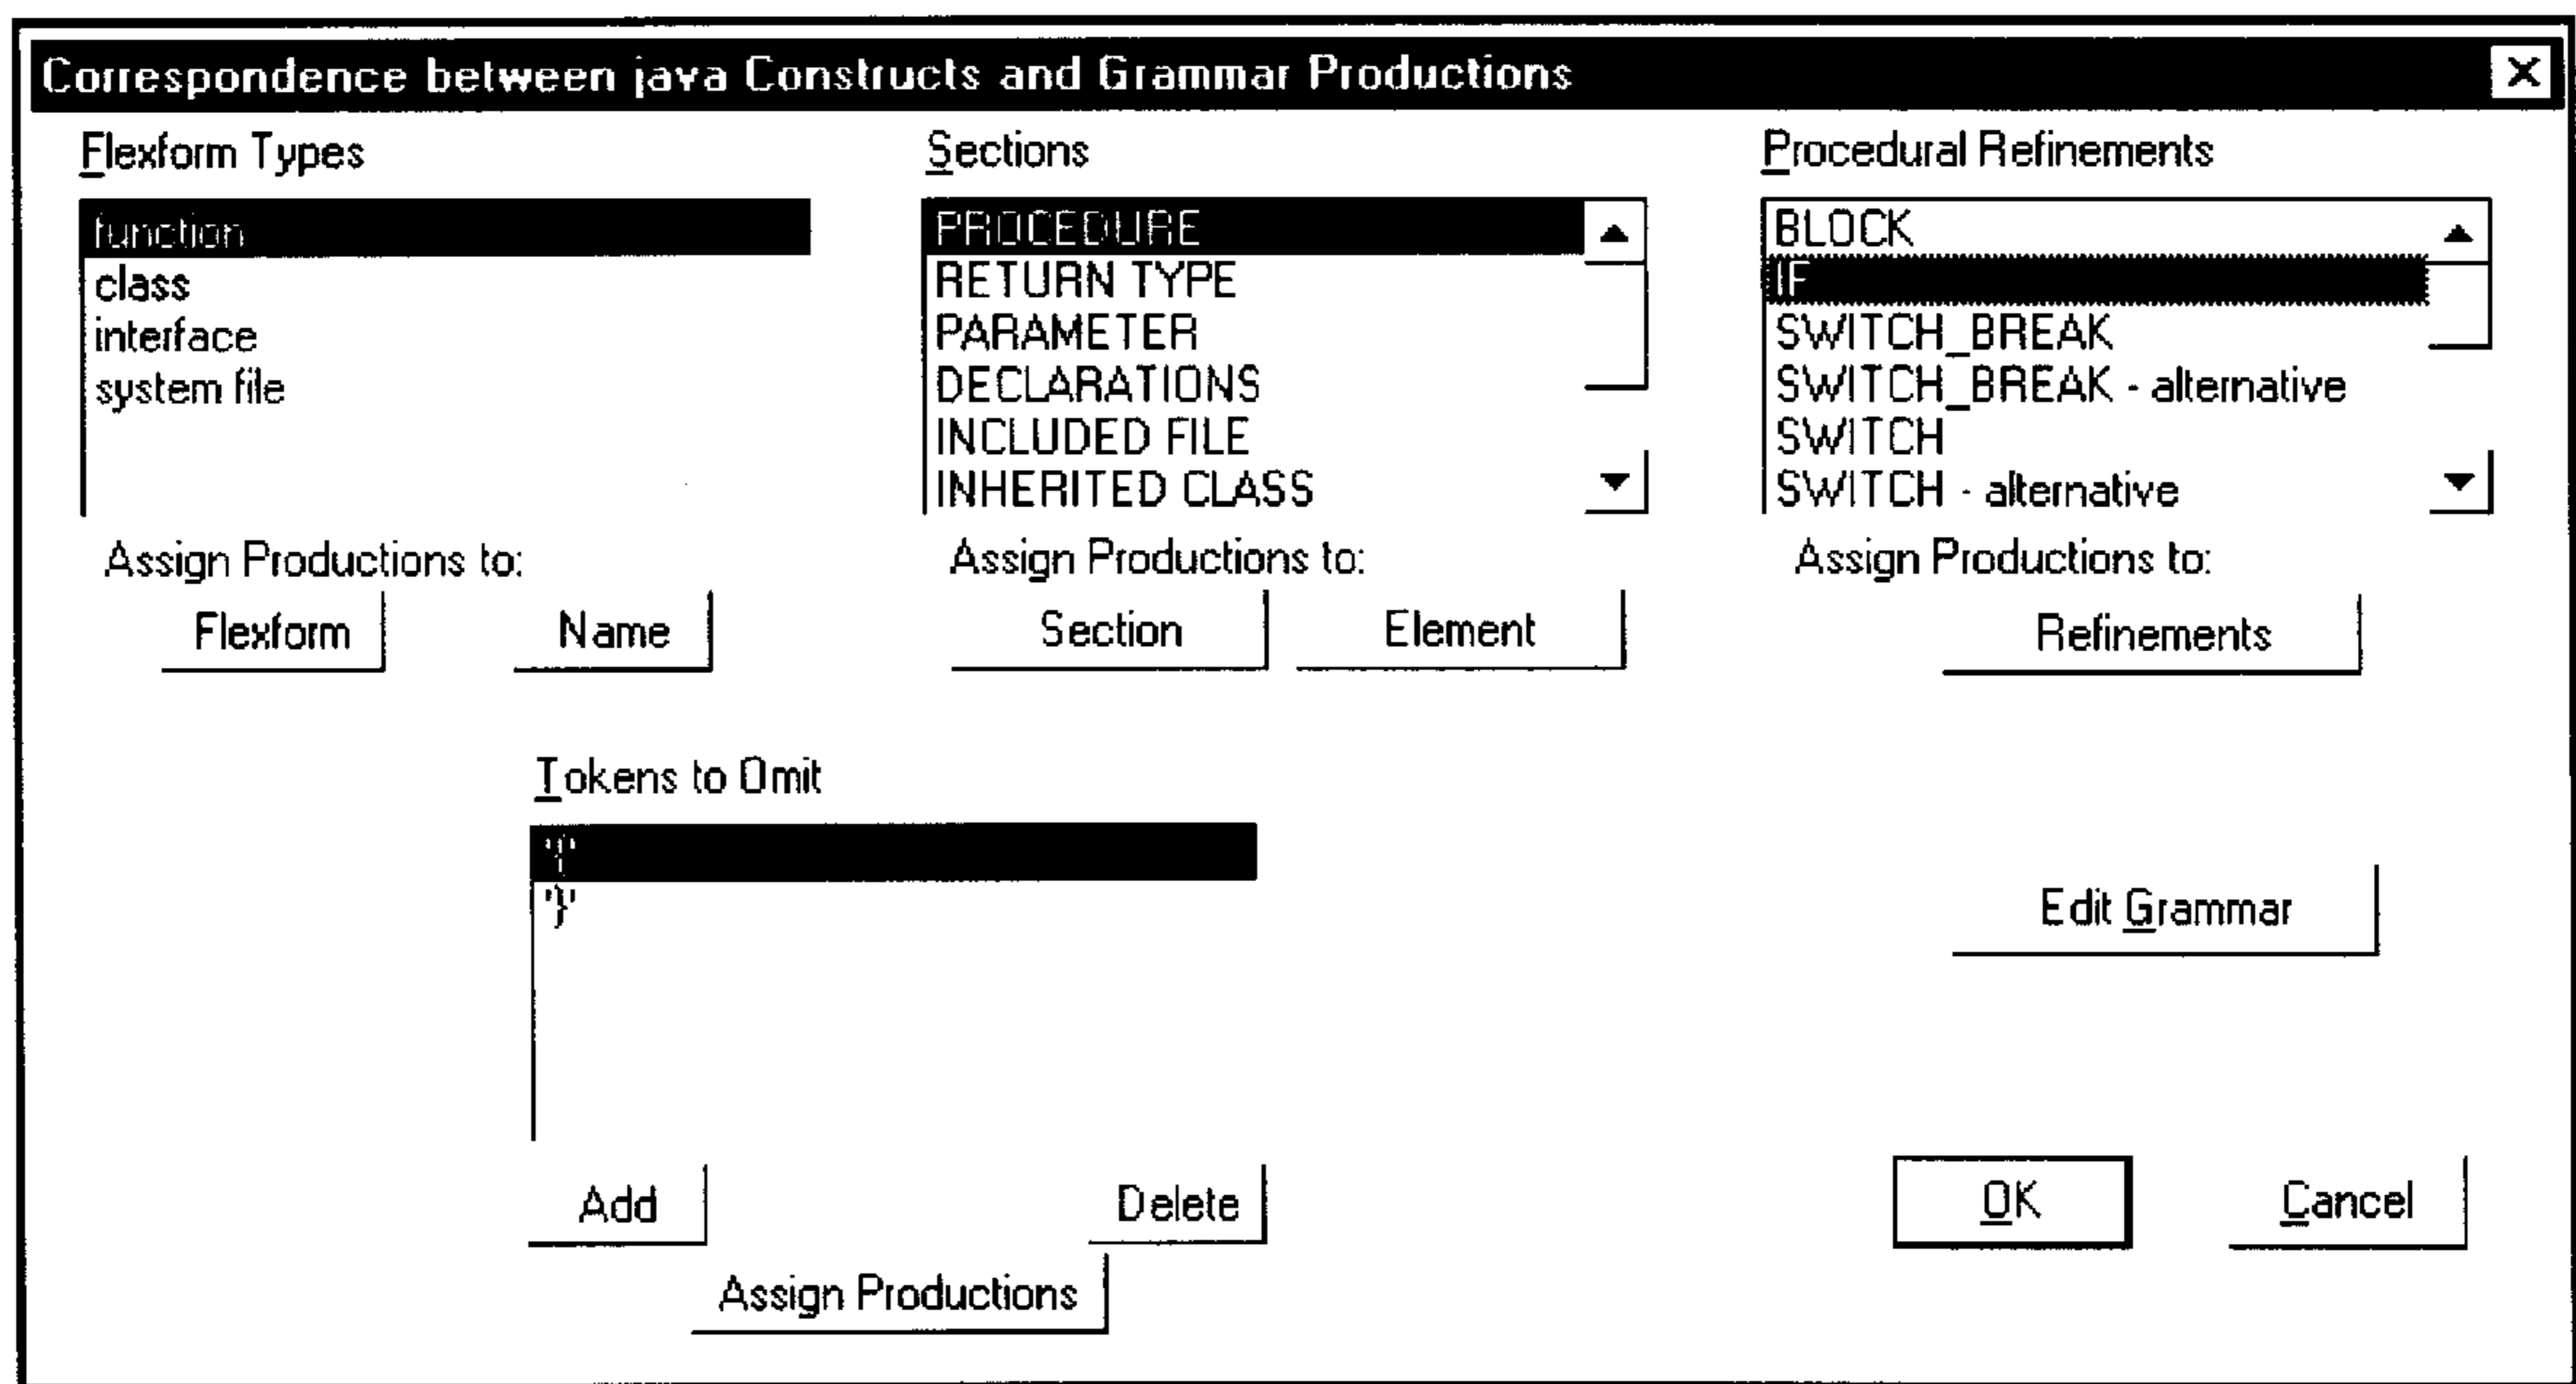 Correspondence between java Constructs and Grammar Productions
Flexform Types
function
class
interface
system file
Assign Productions to:
Flexform Name
Sections
PROCEDURE
RETURN TYPE
PARAMETER
DECLARATIONS
INCLUDED FILE
INHERITED CLASS
Assign Productions to:
Section Element
Procedural Refinements
BLOCK
IF
SWITCH_BREAK
SWITCH_BREAK - alternative
SWITCH
SWITCH - alternative
Assign Productions to:
Refinements
Tokens to Omit
'{'
'}'
Add Delete
Assign Productions
Edit Grammar
OK Cancel